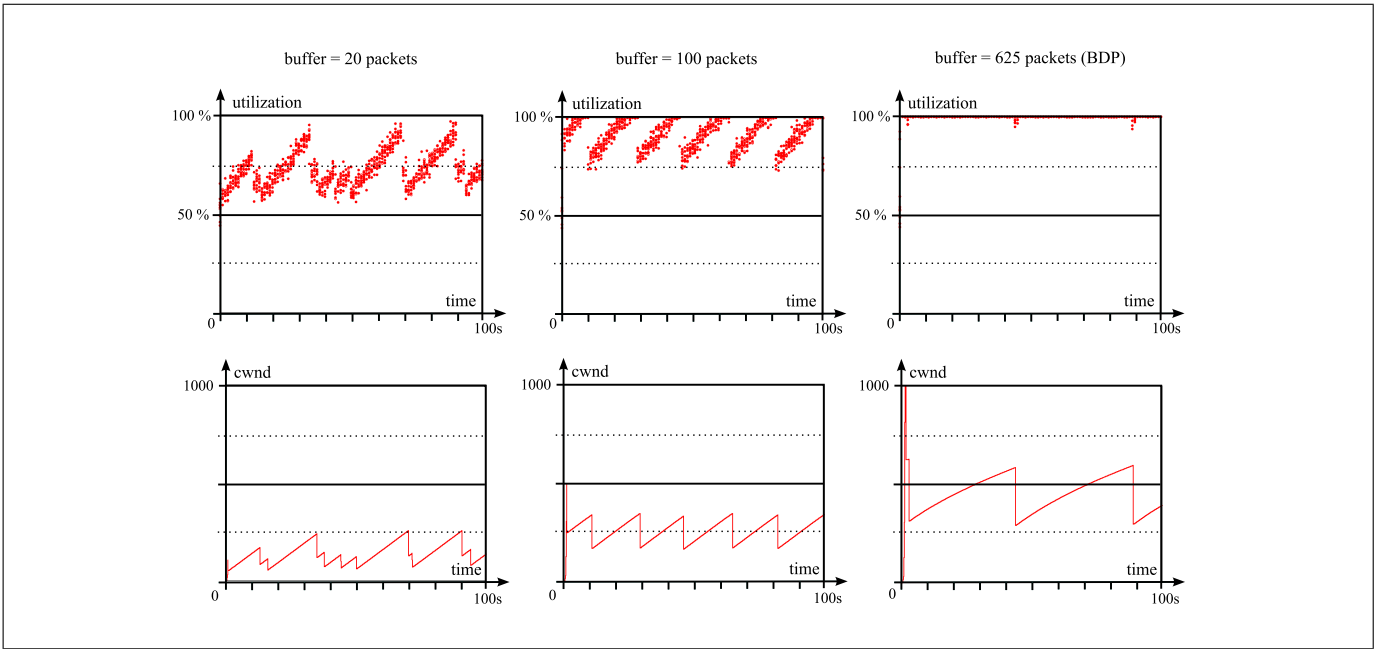 buffer = 20 packets
buffer = 100 packets
buffer = 625 packets (BDP)
utilization
100 %
50 %
time
0
100s
utilization
100 %
50 %
time
0
100s
utilization
100 %
50 %
time
0
100s
cwnd
1000
time
0
100s
cwnd
1000
time
0
100s
cwnd
1000
time
0
100s